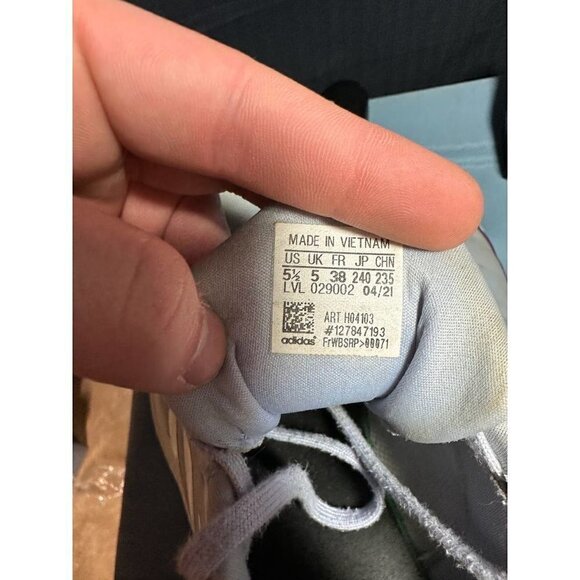 MADE IN VIETNAM
US UK FR JP CHN
5½ 5 38 240 235
LVL 029002 04/21
ART H04103
#127847193
adidas® FrWBSRP>00071